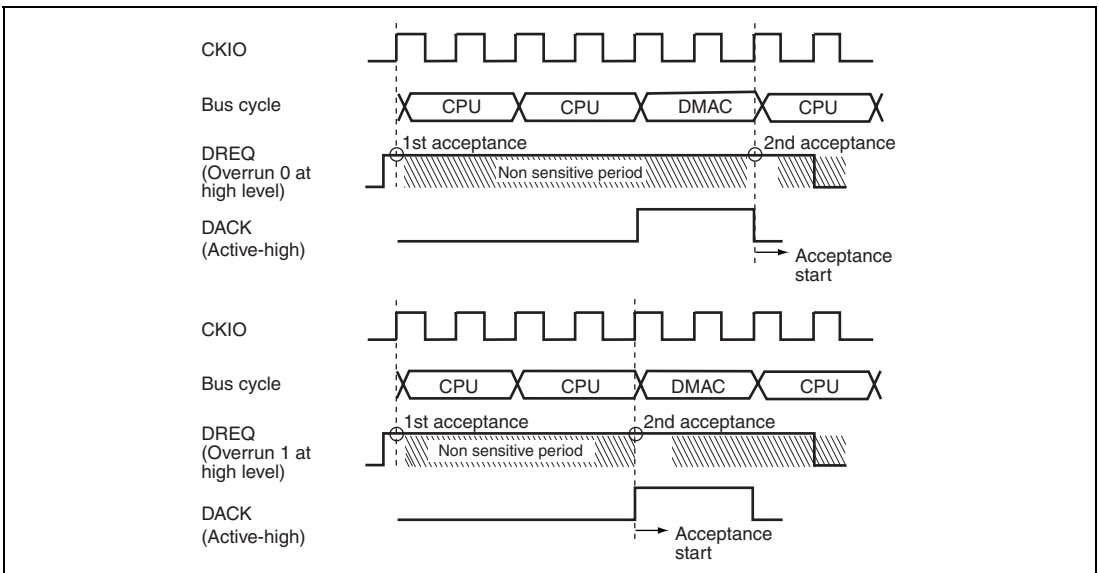 CKIO
Bus cycle
CPU
CPU
DMAC
CPU
DREQ
(Overrun 0 at
high level)
1st acceptance
2nd acceptance
Non sensitive period
DACK
(Active-high)
Acceptance
start
CKIO
Bus cycle
CPU
CPU
DMAC
CPU
DREQ
(Overrun 1 at
high level)
1st acceptance
2nd acceptance
Non sensitive period
DACK
(Active-high)
Acceptance
start